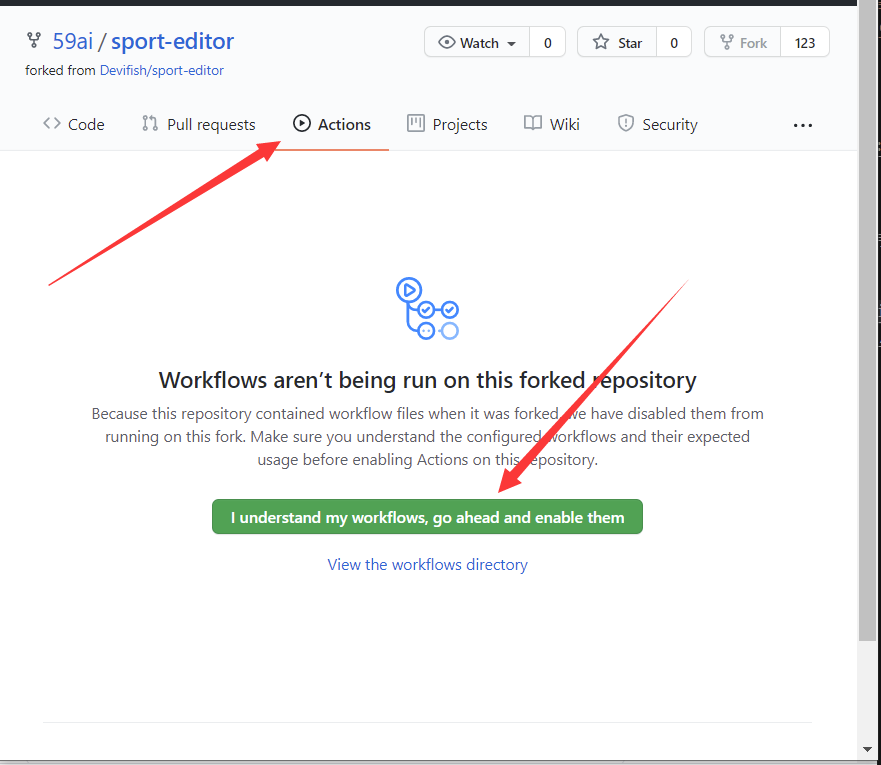 59ai / sport-editor
Watch 0 Star 0 Fork 123
forked from Devifish/sport-editor
Code Pull requests Actions Projects Wiki Security ...
Workflows aren’t being run on this forked repository
Because this repository contained workflow files when it was forked, we have disabled them from
running on this fork. Make sure you understand the configured workflows and their expected
usage before enabling Actions on this repository.
I understand my workflows, go ahead and enable them
View the workflows directory